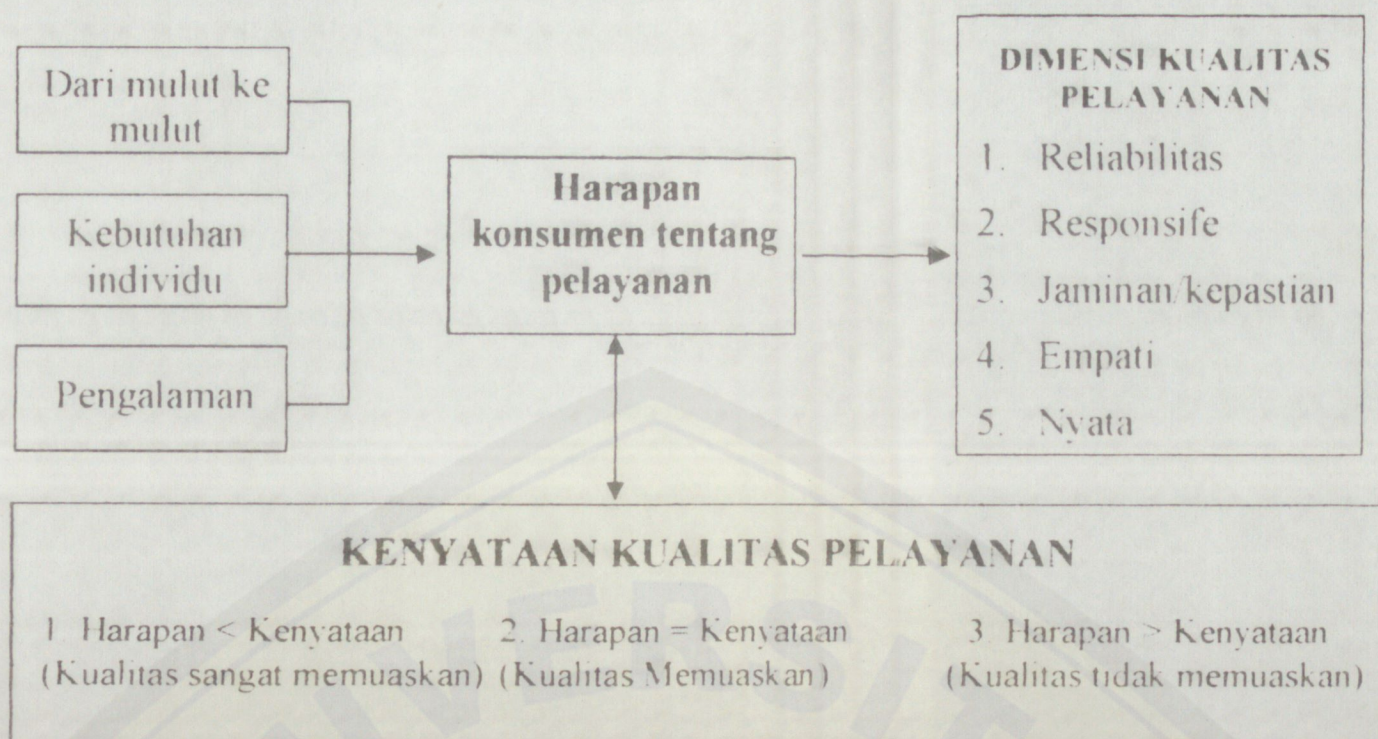 Dari mulut ke
mulut
Kebutuhan
individu
Pengalaman
Harapan
konsumen tentang
pelayanan
DIMENSI KUALITAS
PELAYANAN
1. Reliabilitas
2. Responsife
3. Jaminan/kepastian
4. Empati
5. Nyata
KENYATAAN KUALITAS PELAYANAN
1. Harapan < Kenyataan
(Kualitas sangat memuaskan)
2. Harapan = Kenyataan
(Kualitas Memuaskan)
3. Harapan > Kenyataan
(Kualitas tidak memuaskan)